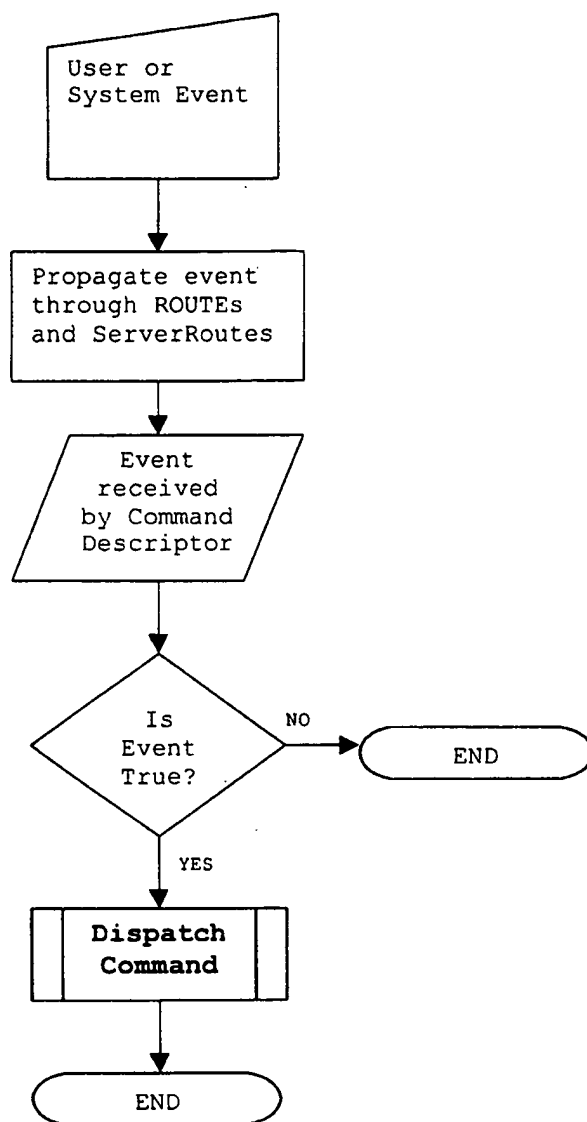 User or
System Event
Propagate event
through ROUTEs
and ServerRoutes
Event
received
by Command
Descriptor
Is
Event
True?
NO
END
YES
Dispatch
Command
END